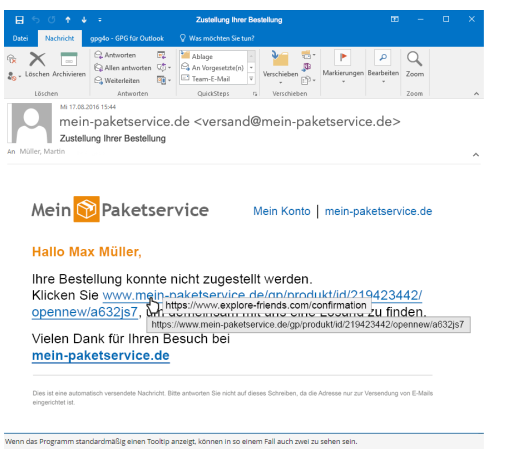 Zustellung Ihrer Bestellung
Datei Nachricht gpg4o - GPG für Outlook Was möchten Sie tun?
Löschen Archivieren
Antworten
Allen antworten
Weiterleiten
Ablage
An Vorgesetzte(n)
Team-E-Mail
Verschieben Markierungen Bearbeiten Zoom
Löschen Antworten QuickSteps Verschieben Zoom
Mi 17.08.2016 15:44
mein-paketservice.de <versand@mein-paketservice.de>
Zustellung Ihrer Bestellung
An Müller, Martin
Mein Paketservice
Mein Konto | mein-paketservice.de
Hallo Max Müller,
Ihre Bestellung konnte nicht zugestellt werden.
Klicken Sie www.mein-paketservice.de/gp/produkt/id/219423442/
https://www.explore-friends.com/confirmation
opennew/a632js7, um gemeinsam mit uns eine Lösung zu finden.
https://www.mein-paketservice.de/gp/produkt/id/219423442/opennew/a632js7
Vielen Dank für Ihren Besuch bei
mein-paketservice.de
Dies ist eine automatisch versendete Nachricht. Bitte antworten Sie nicht auf dieses Schreiben, da die Adresse nur zur Versendung von E-Mails
eingerichtet ist.
Wenn das Programm standardmäßig einen Tooltip anzeigt, können in so einem Fall auch zwei zu sehen sein.